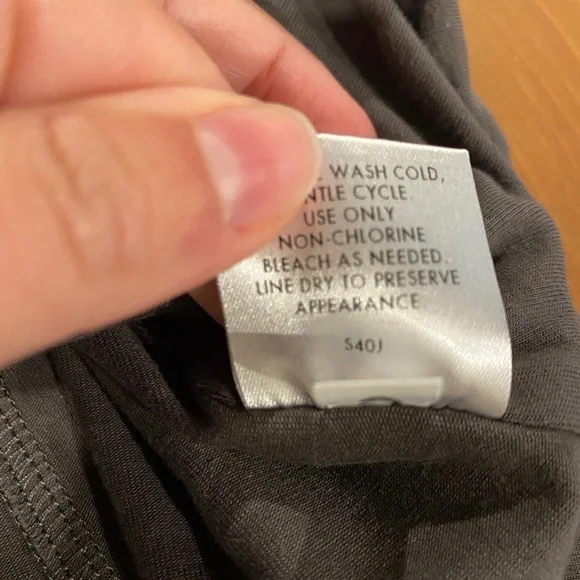 WASH COLD,
CYCLE.
USE ONLY
NON-CHLORINE
BLEACH AS NEEDED.
LINE DRY TO PRESERVE
APPEARANCE
S40J